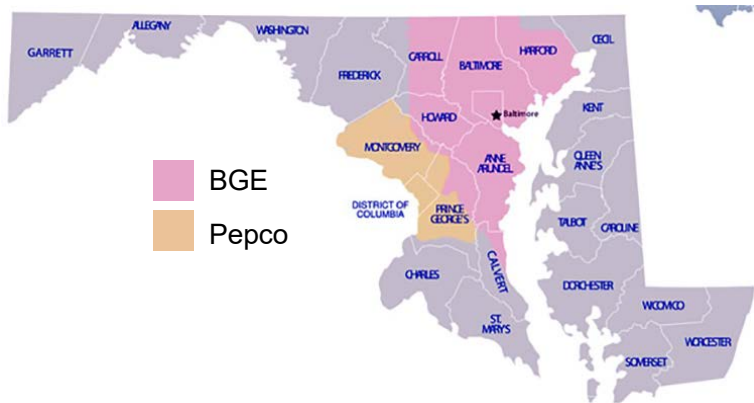 GARRETT
ALLEGANY
WASHINGTON
FREDERICK
CARROLL
BALTIMORE
HARFORD
CECIL
Baltimore
HOWARD
KENT
MONTGOMERY
ANNE
ARUNDEL
QUEEN
ANNE'S
BGE
DISTRICT OF
COLUMBIA
PRINCE
GEORGE'S
TALBOT
CAROLINE
Pepco
CHARLES
CALVERT
DORCHESTER
ST.
MARY'S
WICOMICO
WORCESTER
SOMERSET